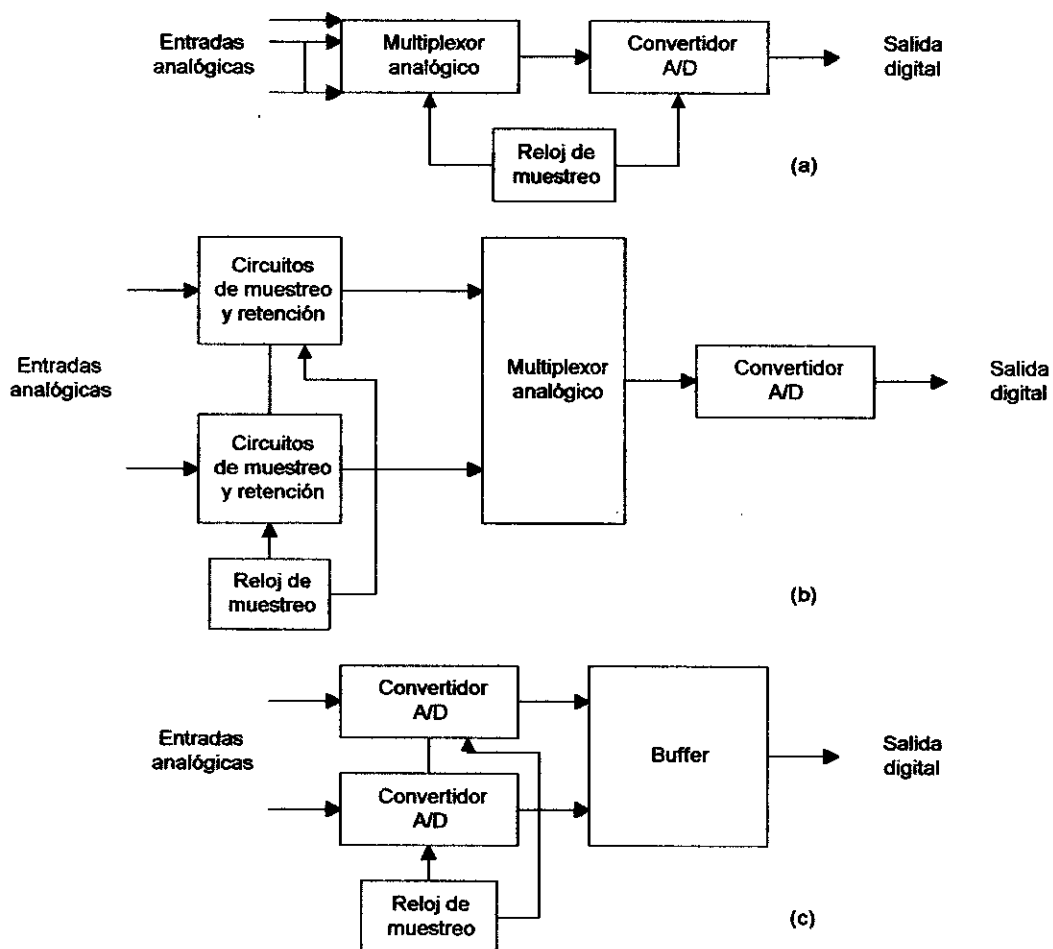 Entradas
analógicas
Multiplexor
analógico
Convertidor
A/D
Salida
digital
Reloj de
muestreo
(a)
Circuitos
de muestreo
y retención
Entradas
analógicas
Circuitos
de muestreo
y retención
Reloj de
muestreo
Multiplexor
analógico
Convertidor
A/D
Salida
digital
(b)
Entradas
analógicas
Convertidor
A/D
Convertidor
A/D
Reloj de
muestreo
Buffer
Salida
digital
(c)